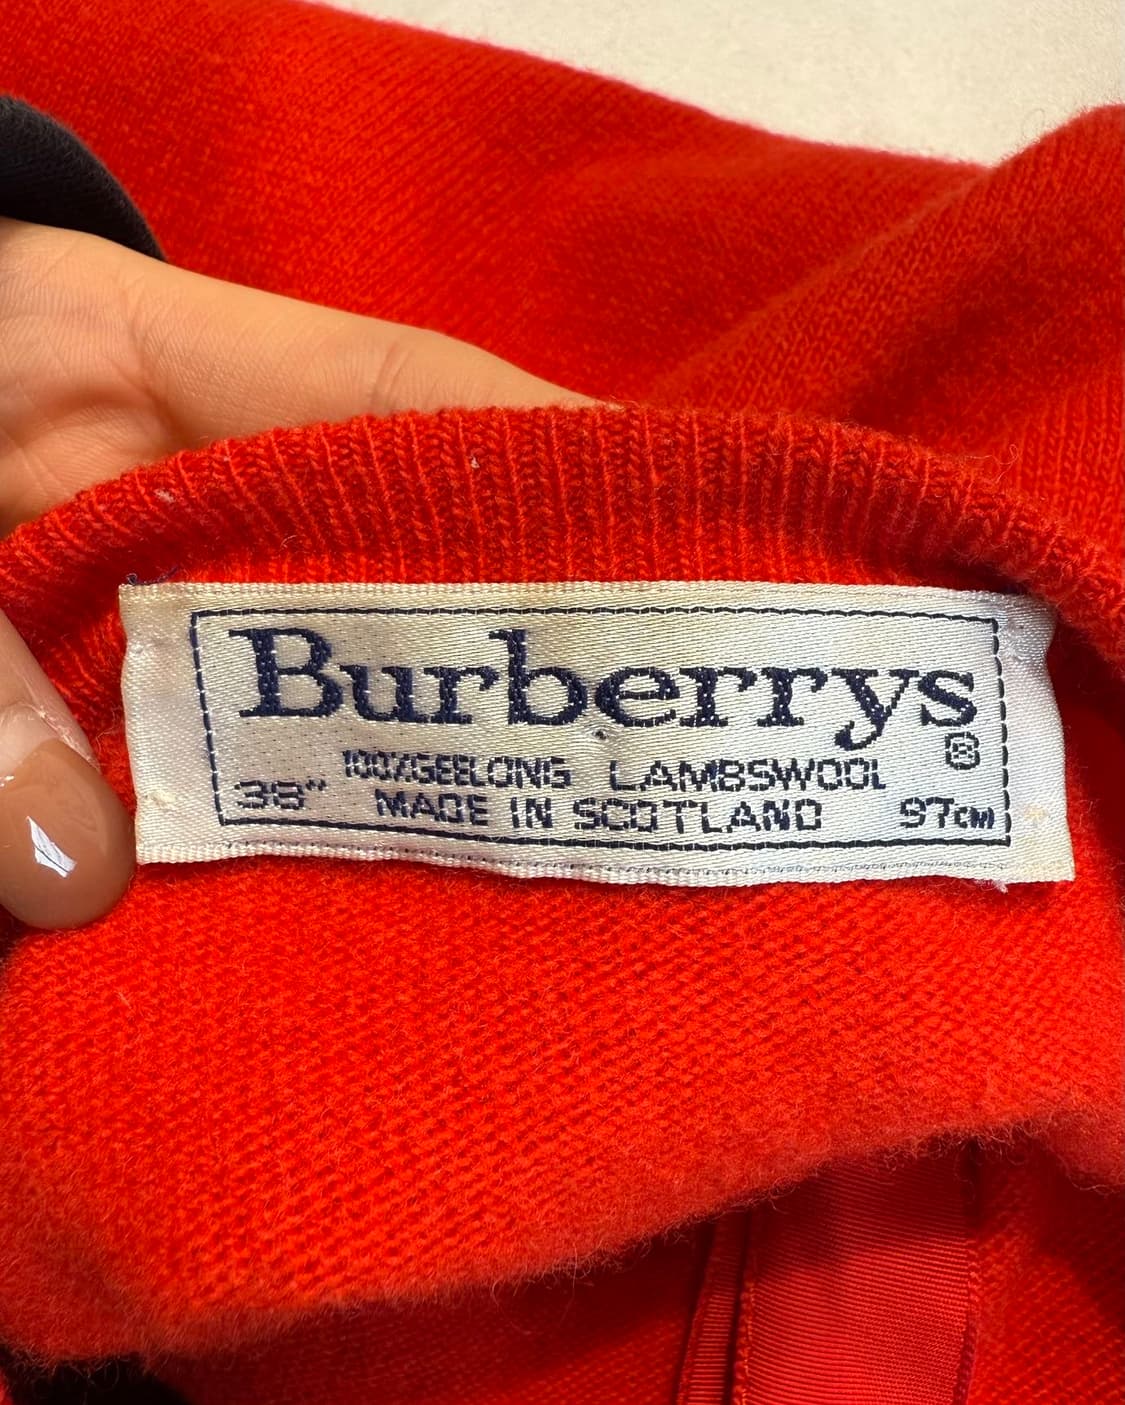 Burberrys
®
100% GEELONG LAMBSWOOL
38" MADE IN SCOTLAND 97cm